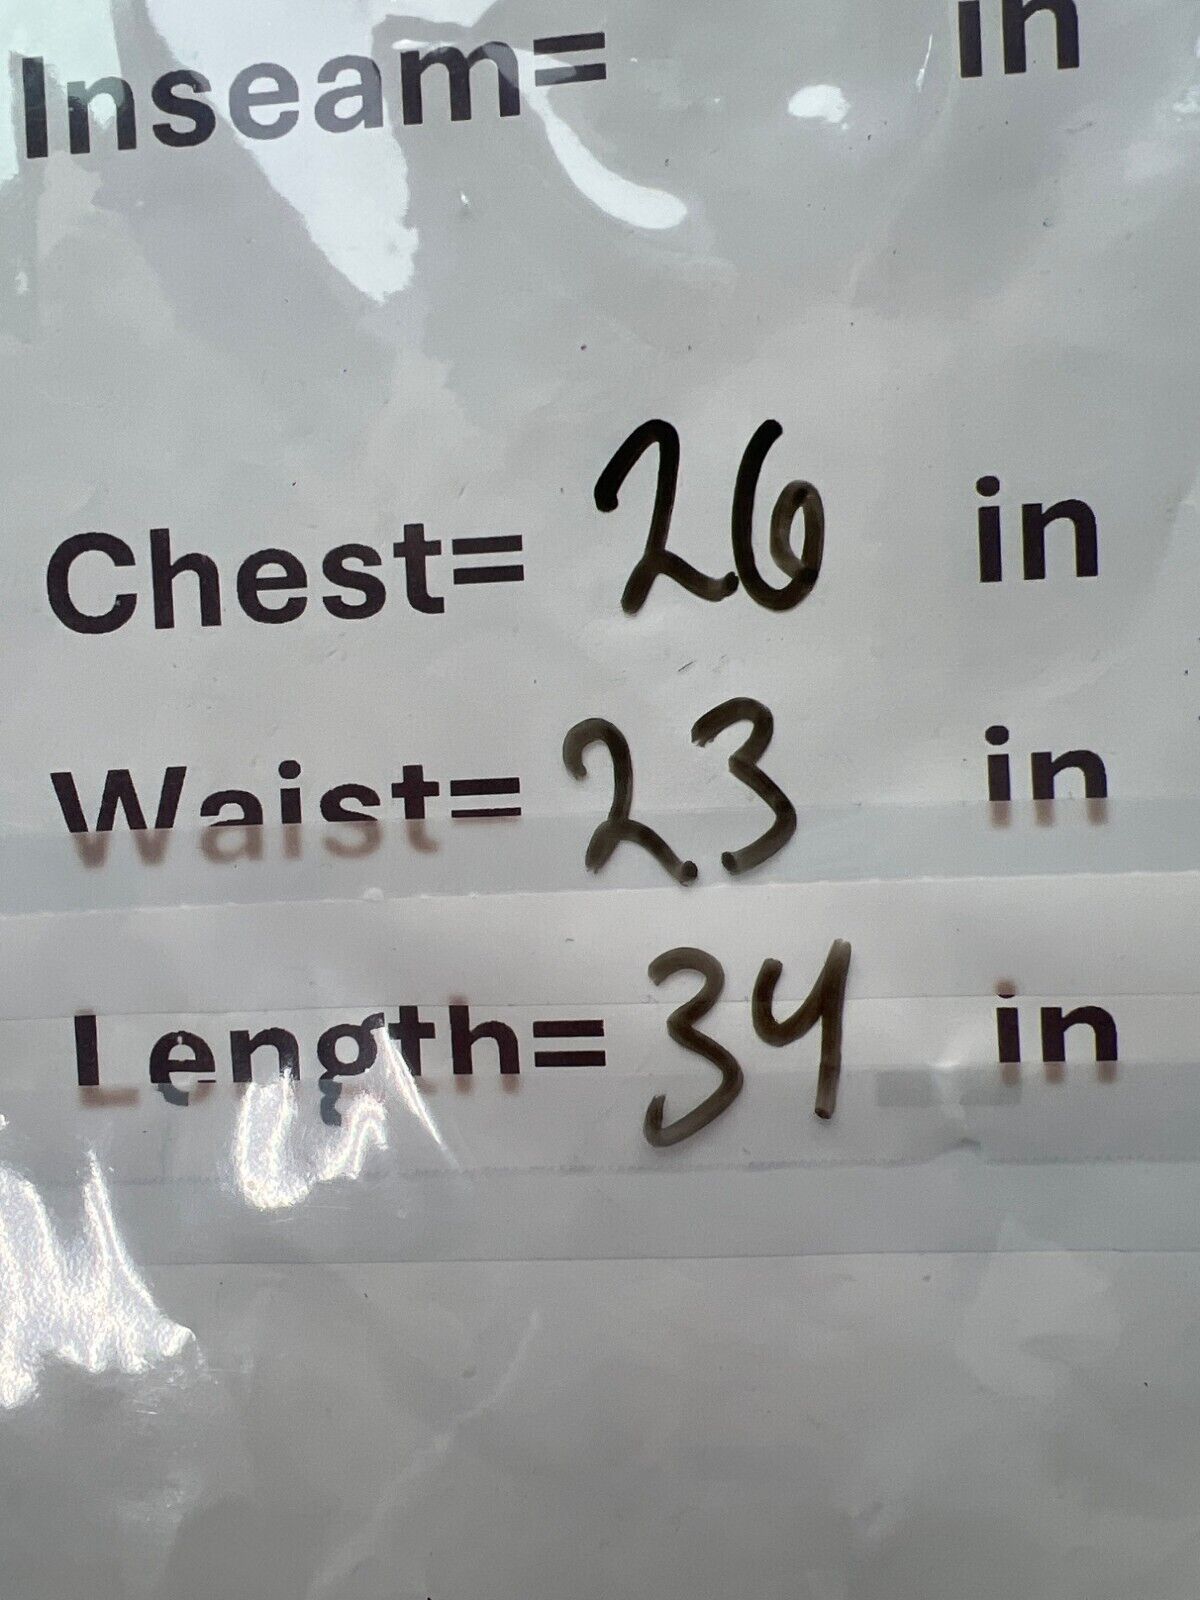 Inseam= in
Chest= 26 in
Waist= 23 in
Length= 34 in